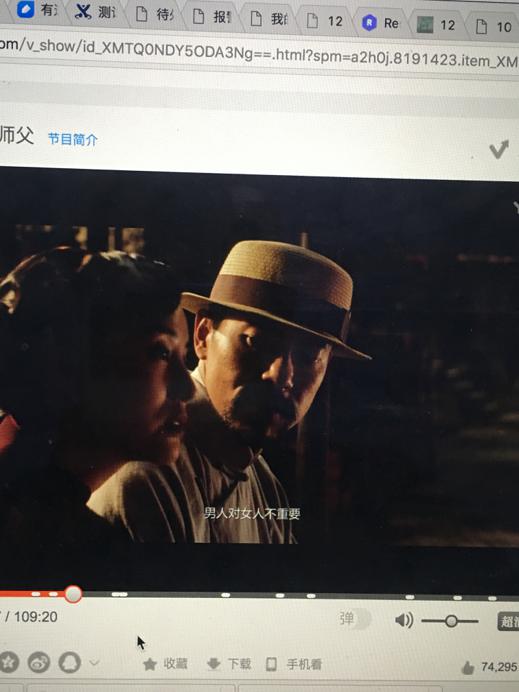 测
待
报
我
12
Re
12
10
om/v_show/id_XMTQ0NDY5ODA3Ng==.html?spm=a2h0j.8191423.item_XM
师父 节目简介
男人对女人不重要
/ 109:20
弹
超
收藏
下载
手机看
74,295